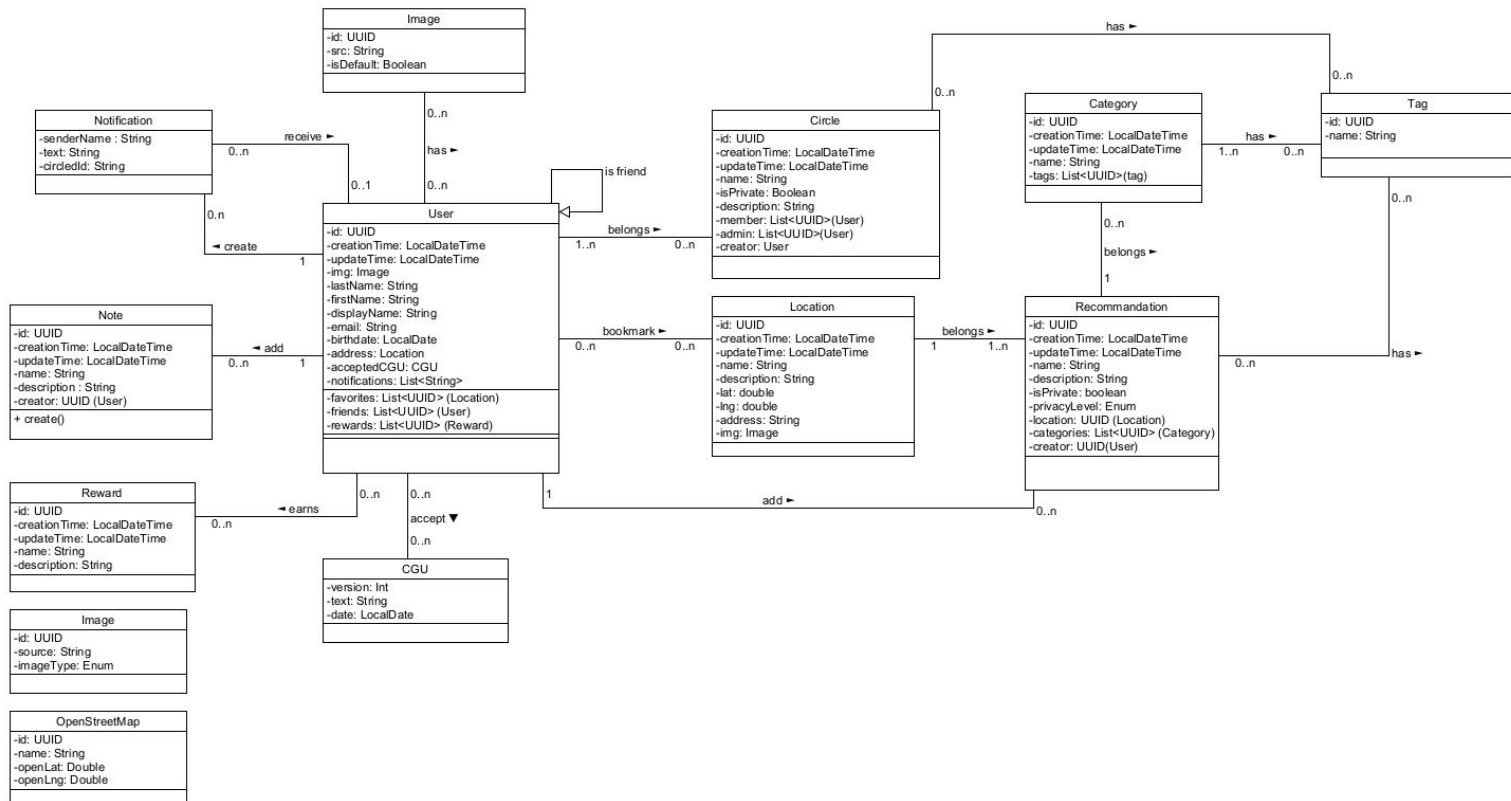 Image
-id: UUID
-src: String
-isDefault: Boolean
0..n
has ►
0..n
Notification
-senderName : String
-text: String
-circledId: String
receive ►
0..n
0..1
0.n
◄ create
1
is friend
User
-id: UUID
-creationTime: LocalDateTime
-updateTime: LocalDateTime
-img: Image
-lastName: String
-firstName: String
-displayName: String
-email: String
-birthdate: LocalDate
-address: Location
-acceptedCGU: CGU
-notifications: List<String>
-favorites: List<UUID> (Location)
-friends: List<UUID> (User)
-rewards: List<UUID> (Reward)
belongs ►
1..n
0..n
Circle
-id: UUID
-creationTime: LocalDateTime
-updateTime: LocalDateTime
-name: String
-isPrivate: Boolean
-description: String
-member: List<UUID>(User)
-admin: List<UUID>(User)
-creator: User
has ►
0..n
0..n
Category
-id: UUID
-creationTime: LocalDateTime
-updateTime: LocalDateTime
-name: String
-tags: List<UUID>(tag)
has ►
1..n
0..n
Tag
-id: UUID
-name: String
0..n
0..n
belongs ►
1
Note
-id: UUID
-creationTime: LocalDateTime
-updateTime: LocalDateTime
-name: String
-description : String
-creator: UUID (User)
+ create()
◄ add
0..n
1
bookmark ►
0..n
0..n
Location
-id: UUID
-creationTime: LocalDateTime
-updateTime: LocalDateTime
-name: String
-description: String
-lat: double
-lng: double
-address: String
-img: Image
belongs ►
1
1..n
Recommandation
-id: UUID
-creationTime: LocalDateTime
-updateTime: LocalDateTime
-name: String
-description: String
-isPrivate: boolean
-privacyLevel: Enum
-location: UUID (Location)
-categories: List<UUID> (Category)
-creator: UUID(User)
has ►
0..n
Reward
-id: UUID
-creationTime: LocalDateTime
-updateTime: LocalDateTime
-name: String
-description: String
◄ earns
0..n
0..n
0..n
accept ▼
0..n
1
add ►
0..n
CGU
-version: Int
-text: String
-date: LocalDate
Image
-id: UUID
-source: String
-imageType: Enum
OpenStreetMap
-id: UUID
-name: String
-openLat: Double
-openLng: Double